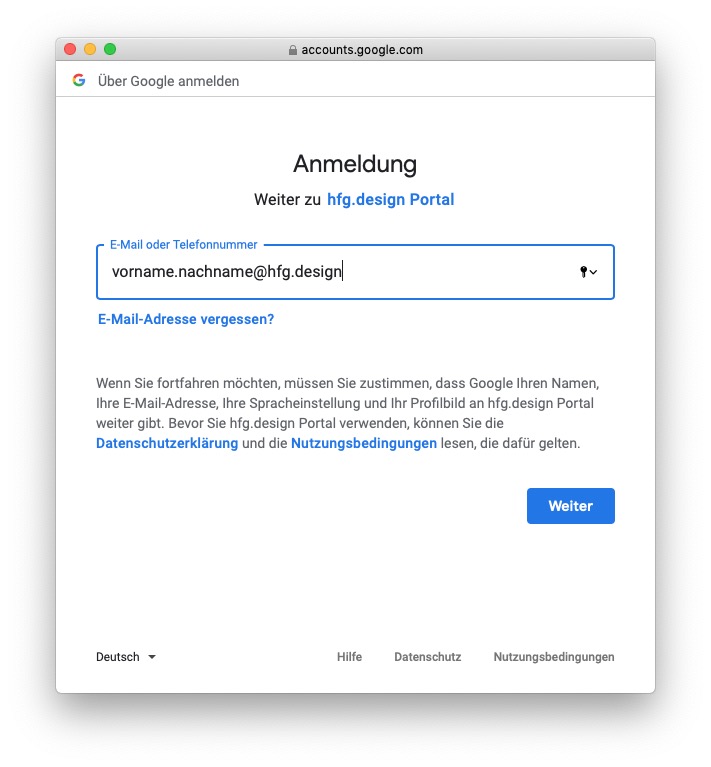 accounts.google.com
Über Google anmelden
Anmeldung
Weiter zu hfg.design Portal
E-Mail oder Telefonnummer
vorname.nachname@hfg.design
E-Mail-Adresse vergessen?
Wenn Sie fortfahren möchten, müssen Sie zustimmen, dass Google Ihren Namen,
Ihre E-Mail-Adresse, Ihre Spracheinstellung und Ihr Profilbild an hfg.design Portal
weiter gibt. Bevor Sie hfg.design Portal verwenden, können Sie die
Datenschutzerklärung und die Nutzungsbedingungen lesen, die dafür gelten.
Weiter
Deutsch Hilfe Datenschutz Nutzungsbedingungen